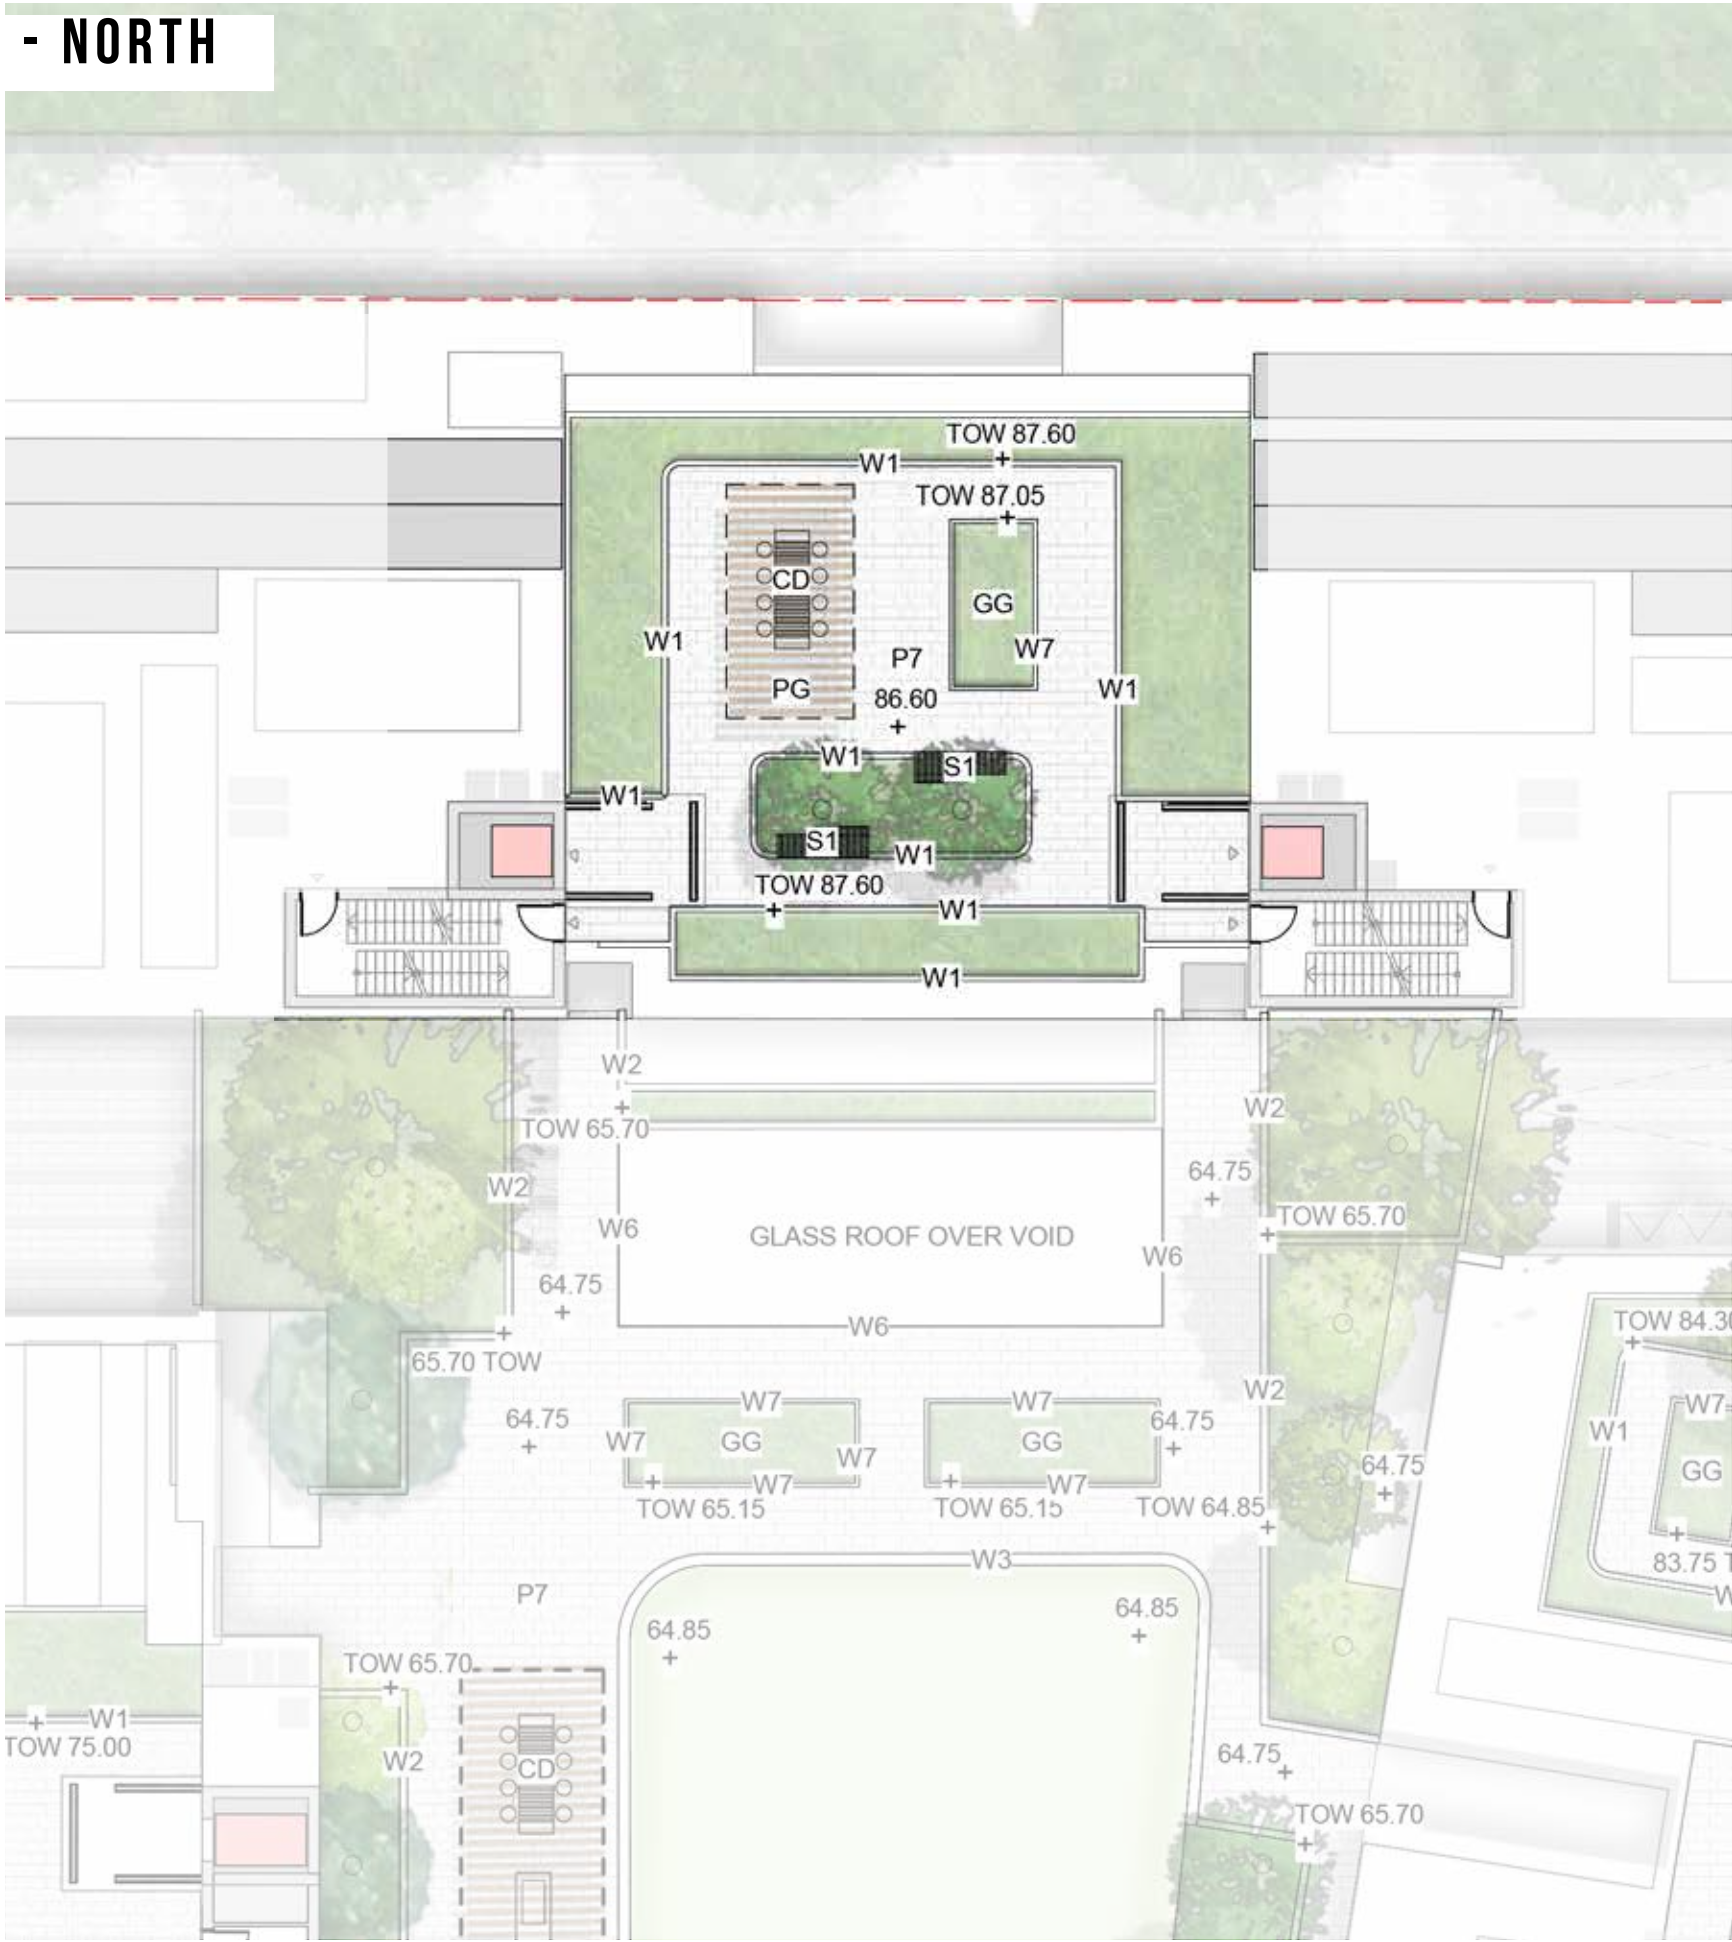 - NORTH
TOW 87.60
W1
TOW 87.05
CD
GG
W1
W7
P7
PG
W1
86.60
W1
S1
W1
S1
W1
TOW 87.60
W1
W1
W2
W2
TOW 65.70
64.75
W2
TOW 65.70
W6
GLASS ROOF OVER VOID
W6
64.75
TOW 84.30
W6
65.70 TOW
W2
W7
W7
W7
64.75
64.75
W1
W7
GG
W7
GG
64.75
GG
W7
W7
TOW 65.15
TOW 65.15
TOW 64.85
W3
83.75 T
P7
W
64.85
64.85
TOW 65.70
W1
TOW 75.00
W2
CD
64.75
TOW 65.70